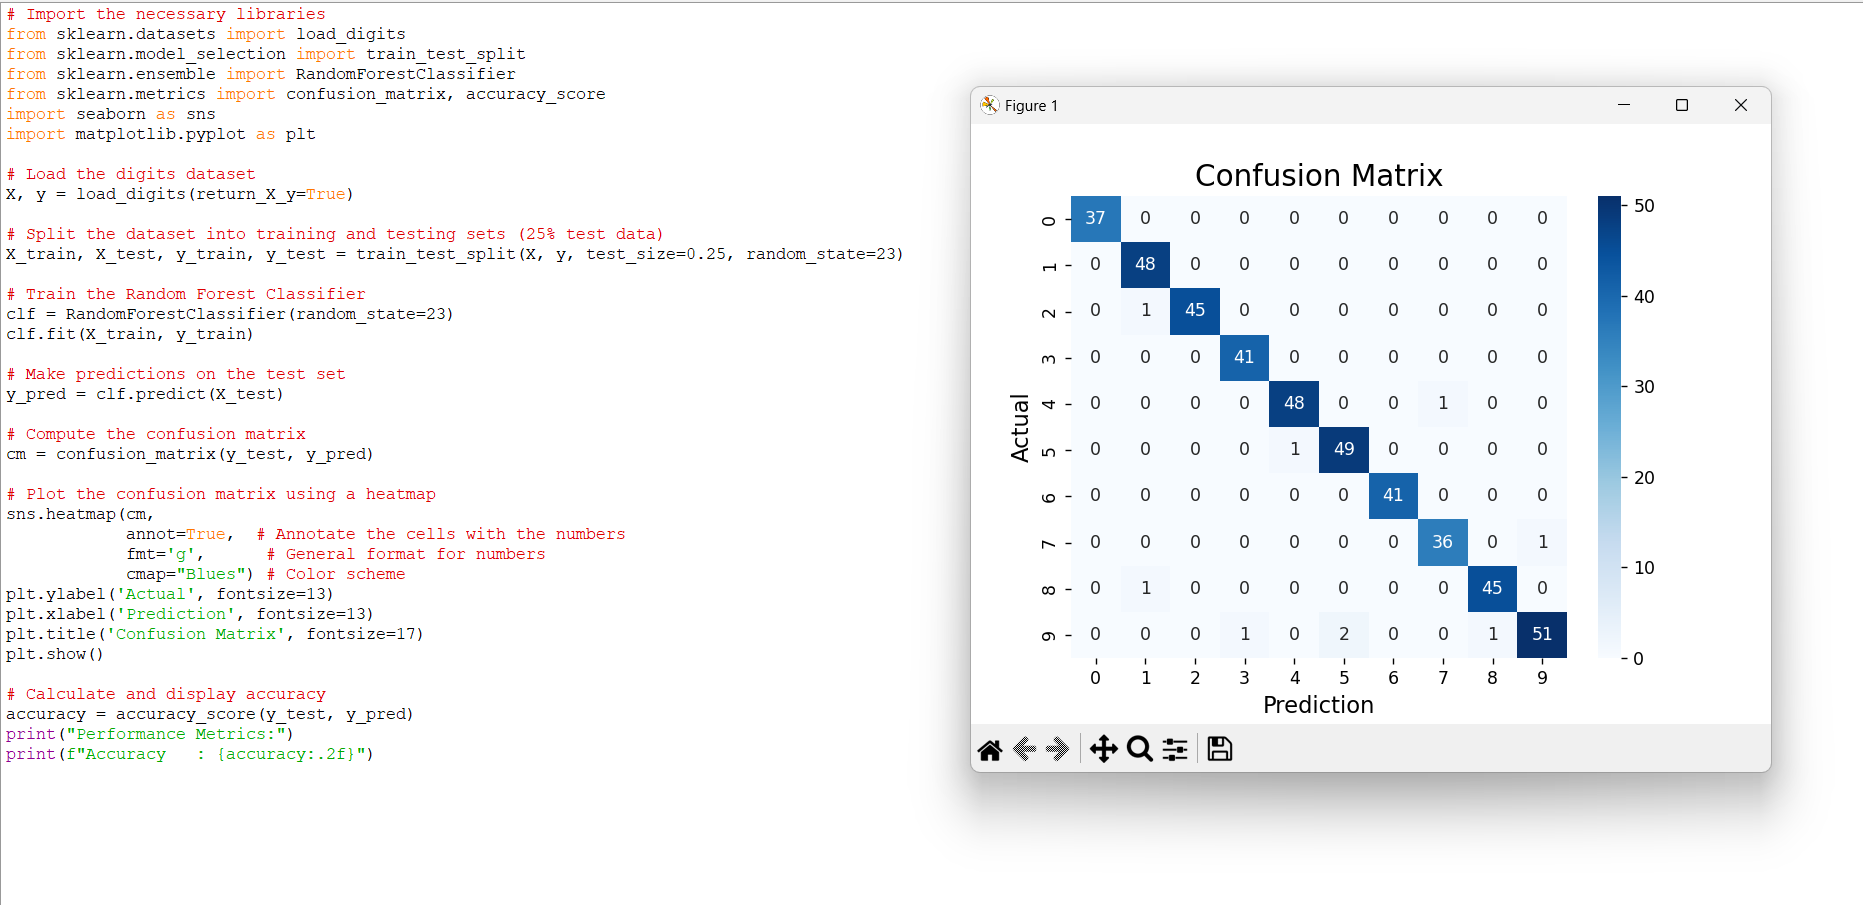 # Import the necessary libraries
from sklearn.datasets import load_digits
from sklearn.model_selection import train_test_split
from sklearn.ensemble import RandomForestClassifier
from sklearn.metrics import confusion_matrix, accuracy_score
import seaborn as sns
import matplotlib.pyplot as plt

# Load the digits dataset
X, y = load_digits(return_X_y=True)

# Split the dataset into training and testing sets (25% test data)
X_train, X_test, y_train, y_test = train_test_split(X, y, test_size=0.25, random_state=23)

# Train the Random Forest Classifier
clf = RandomForestClassifier(random_state=23)
clf.fit(X_train, y_train)

# Make predictions on the test set
y_pred = clf.predict(X_test)

# Compute the confusion matrix
cm = confusion_matrix(y_test, y_pred)

# Plot the confusion matrix using a heatmap
sns.heatmap(cm,
            annot=True,  # Annotate the cells with the numbers
            fmt='g',      # General format for numbers
            cmap="Blues") # Color scheme
plt.ylabel('Actual', fontsize=13)
plt.xlabel('Prediction', fontsize=13)
plt.title('Confusion Matrix', fontsize=17)
plt.show()

# Calculate and display accuracy
accuracy = accuracy_score(y_test, y_pred)
print("Performance Metrics:")
print(f"Accuracy   : {accuracy:.2f}")
Figure 1
Confusion Matrix
Actual
0 37 0 0 0 0 0 0 0 0 0
1 0 48 0 0 0 0 0 0 0 0
2 0 1 45 0 0 0 0 0 0 0
3 0 0 0 41 0 0 0 0 0 0
4 0 0 0 0 48 0 0 1 0 0
5 0 0 0 0 1 49 0 0 0 0
6 0 0 0 0 0 0 41 0 0 0
7 0 0 0 0 0 0 0 36 0 1
8 0 1 0 0 0 0 0 0 45 0
9 0 0 0 1 0 2 0 0 1 51
0 1 2 3 4 5 6 7 8 9
Prediction
50
40
30
20
10
0